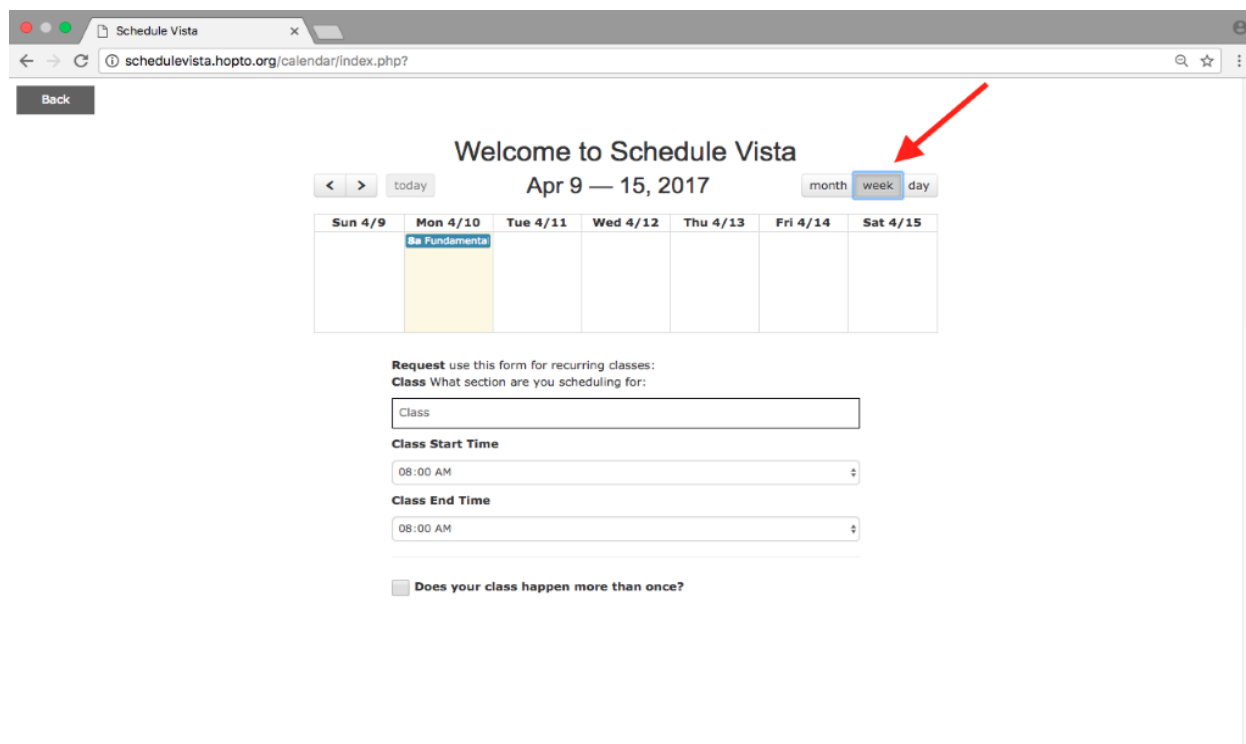 Schedule Vista
schedulevista.hopto.org/calendar/index.php?
Back
Welcome to Schedule Vista
today Apr 9 — 15, 2017 month week day
Sun 4/9 Mon 4/10 Tue 4/11 Wed 4/12 Thu 4/13 Fri 4/14 Sat 4/15
8a Fundamental
Request use this form for recurring classes:
Class What section are you scheduling for:
Class
Class Start Time
08:00 AM
Class End Time
08:00 AM
Does your class happen more than once?